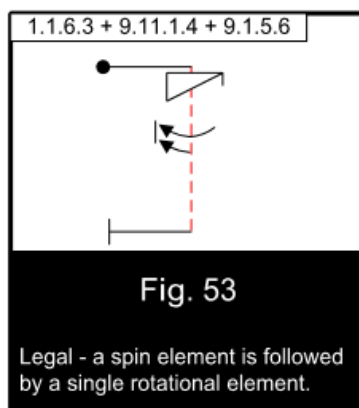 1.1.6.3 + 9.11.1.4 + 9.1.5.6
Fig. 53
Legal - a spin element is followed
by a single rotational element.